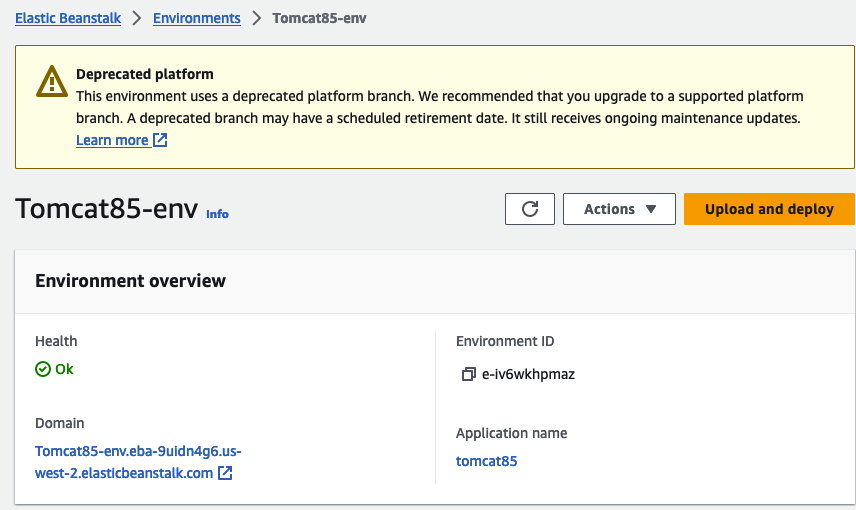 Elastic Beanstalk > Environments > Tomcat85-env
Deprecated platform
This environment uses a deprecated platform branch. We recommended that you upgrade to a supported platform
branch. A deprecated branch may have a scheduled retirement date. It still receives ongoing maintenance updates.
Learn more
Tomcat85-env Info
Actions
Upload and deploy
Environment overview
Health
Ok
Domain
Tomcat85-env.eba-9uidn4g6.us-
west-2.elasticbeanstalk.com
Environment ID
e-iv6wkhpmaz
Application name
tomcat85